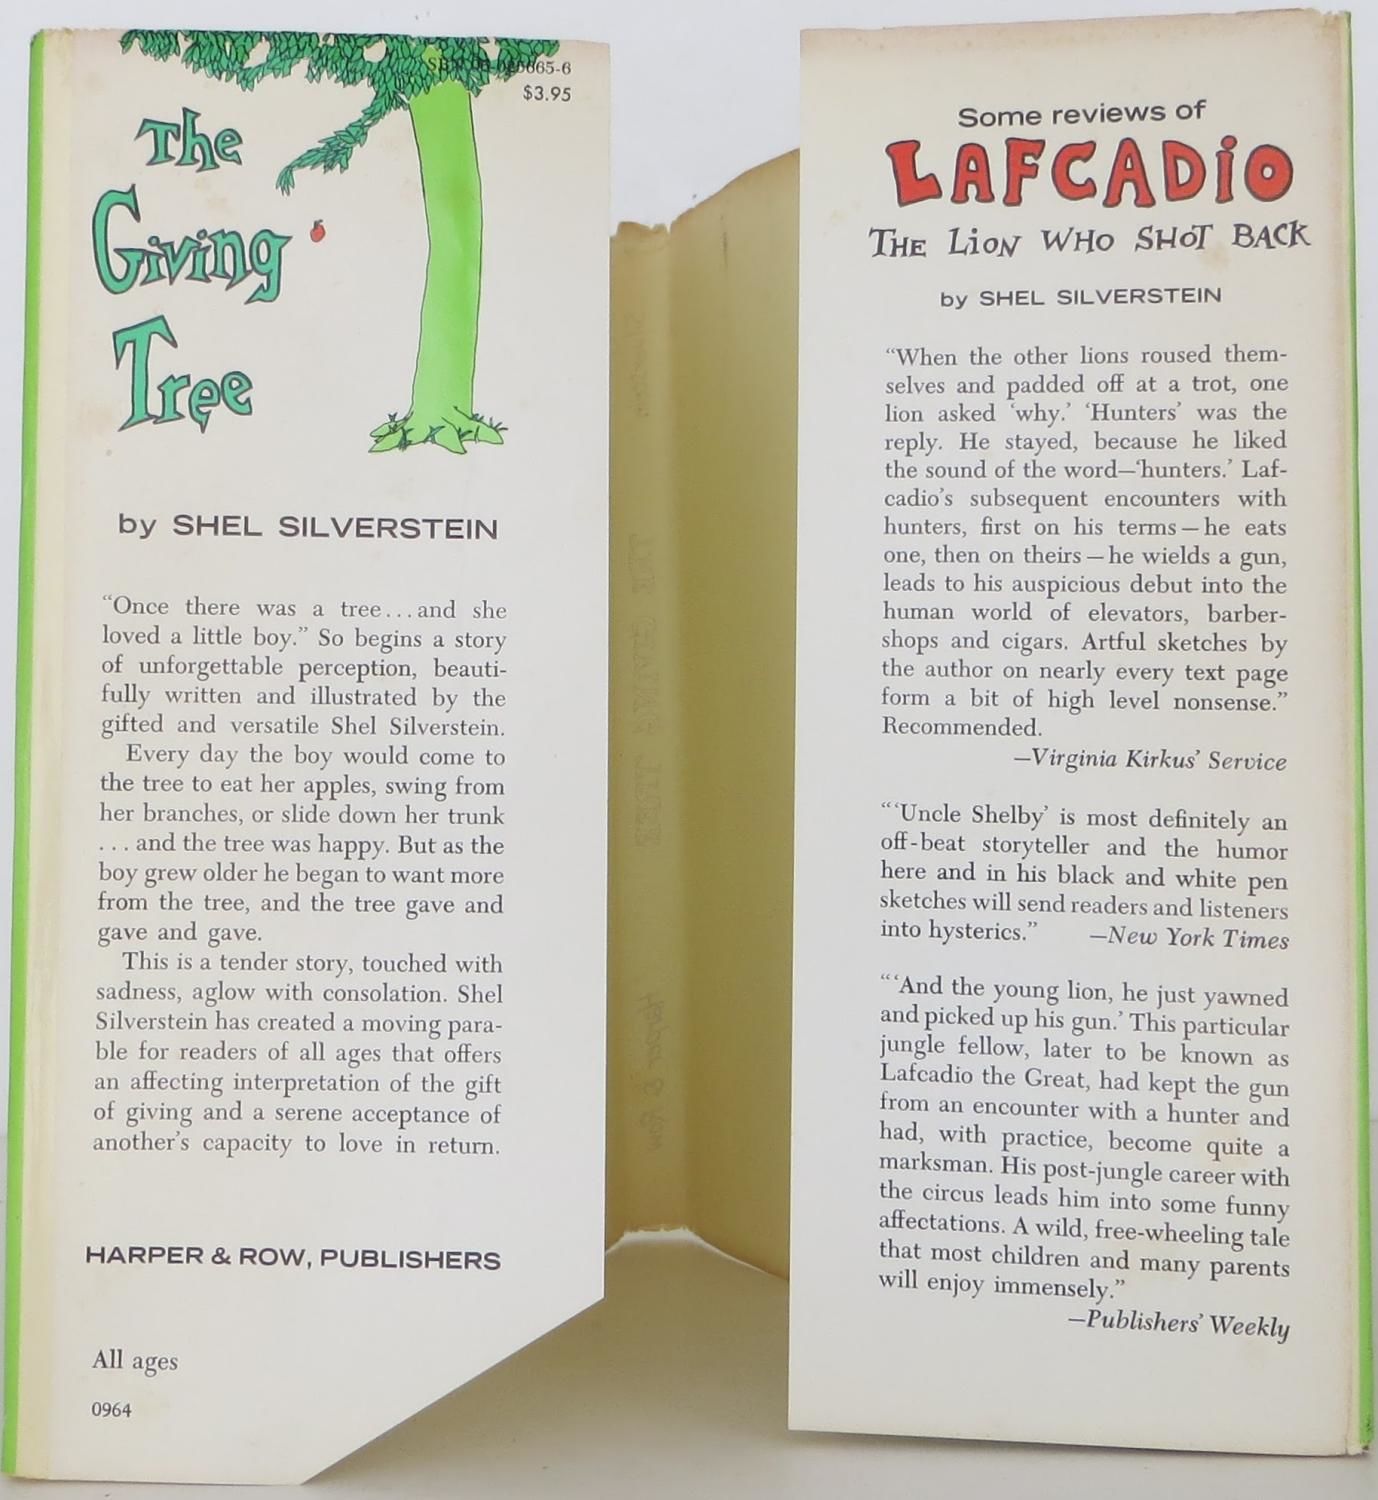 $3.95
The
Giving
Tree
by SHEL SILVERSTEIN
“Once there was a tree...and she
loved a little boy.” So begins a story
of unforgettable perception, beauti-
fully written and illustrated by the
gifted and versatile Shel Silverstein.
Every day the boy would come to
the tree to eat her apples, swing from
her branches, or slide down her trunk
...and the tree was happy. But as the
boy grew older he began to want more
from the tree, and the tree gave and
gave and gave.
This is a tender story, touched with
sadness, aglow with consolation. Shel
Silverstein has created a moving para-
ble for readers of all ages that offers
an affecting interpretation of the gift
of giving and a serene acceptance of
another’s capacity to love in return.
HARPER & ROW, PUBLISHERS
All ages
0964
Some reviews of
LAFCADIO
THE LION WHO SHOT BACK
by SHEL SILVERSTEIN
“When the other lions roused them-
selves and padded off at a trot, one
lion asked ‘why.’ ‘Hunters’ was the
reply. He stayed, because he liked
the sound of the word—‘hunters.’ Laf-
cadio’s subsequent encounters with
hunters, first on his terms—he eats
one, then on theirs—he wields a gun,
leads to his auspicious debut into the
human world of elevators, barber-
shops and cigars. Artful sketches by
the author on nearly every text page
form a bit of high level nonsense.”
Recommended.
—Virginia Kirkus’ Service
“‘Uncle Shelby’ is most definitely an
off-beat storyteller and the humor
here and in his black and white pen
sketches will send readers and listeners
into hysterics.” —New York Times
“‘And the young lion, he just yawned
and picked up his gun.’ This particular
jungle fellow, later to be known as
Lafcadio the Great, had kept the gun
from an encounter with a hunter and
had, with practice, become quite a
marksman. His post-jungle career with
the circus leads him into some funny
affectations. A wild, free-wheeling tale
that most children and many parents
will enjoy immensely.”
—Publishers’ Weekly